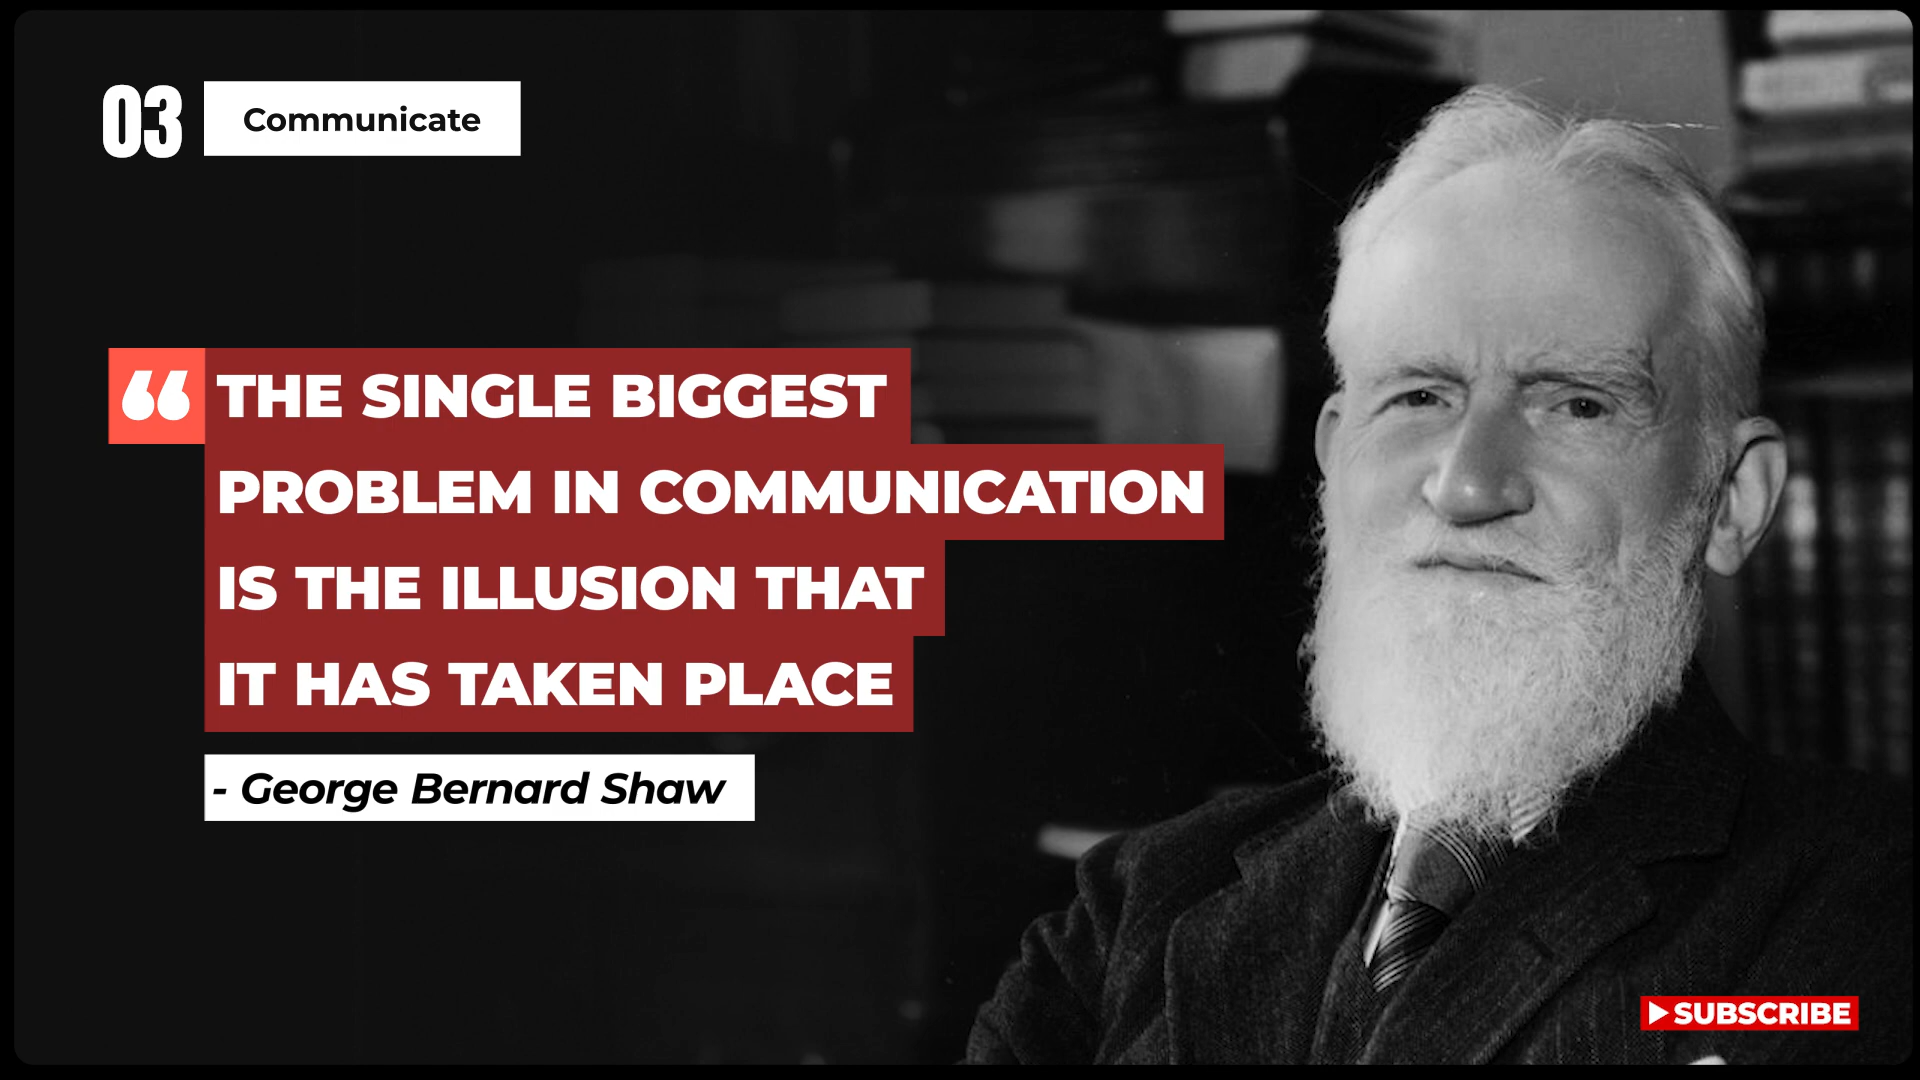 03 Communicate
“ THE SINGLE BIGGEST
PROBLEM IN COMMUNICATION
IS THE ILLUSION THAT
IT HAS TAKEN PLACE
- George Bernard Shaw
SUBSCRIBE